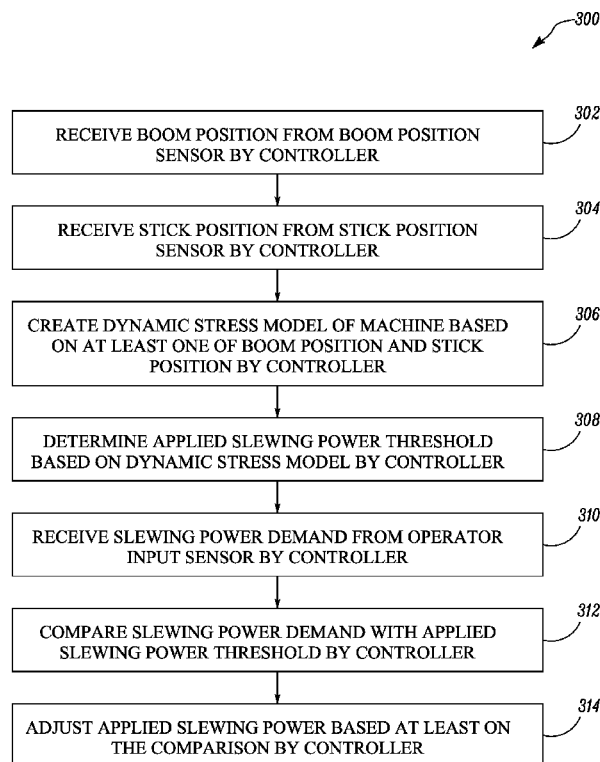 300
RECEIVE BOOM POSITION FROM BOOM POSITION
SENSOR BY CONTROLLER
302
RECEIVE STICK POSITION FROM STICK POSITION
SENSOR BY CONTROLLER
304
CREATE DYNAMIC STRESS MODEL OF MACHINE BASED
ON AT LEAST ONE OF BOOM POSITION AND STICK
POSITION BY CONTROLLER
306
DETERMINE APPLIED SLEWING POWER THRESHOLD
BASED ON DYNAMIC STRESS MODEL BY CONTROLLER
308
RECEIVE SLEWING POWER DEMAND FROM OPERATOR
INPUT SENSOR BY CONTROLLER
310
COMPARE SLEWING POWER DEMAND WITH APPLIED
SLEWING POWER THRESHOLD BY CONTROLLER
312
ADJUST APPLIED SLEWING POWER BASED AT LEAST ON
THE COMPARISON BY CONTROLLER
314